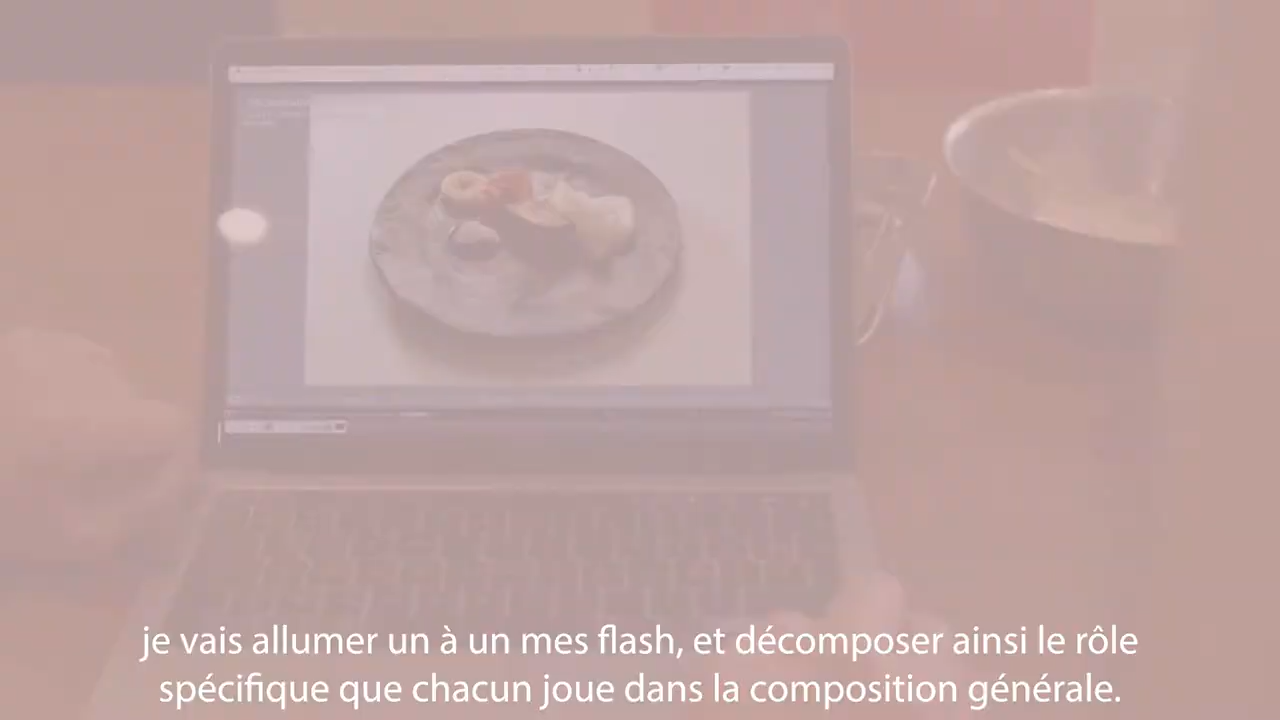 je vais allumer un à un mes flash, et décomposer ainsi le rôle
spécifique que chacun joue dans la composition générale.